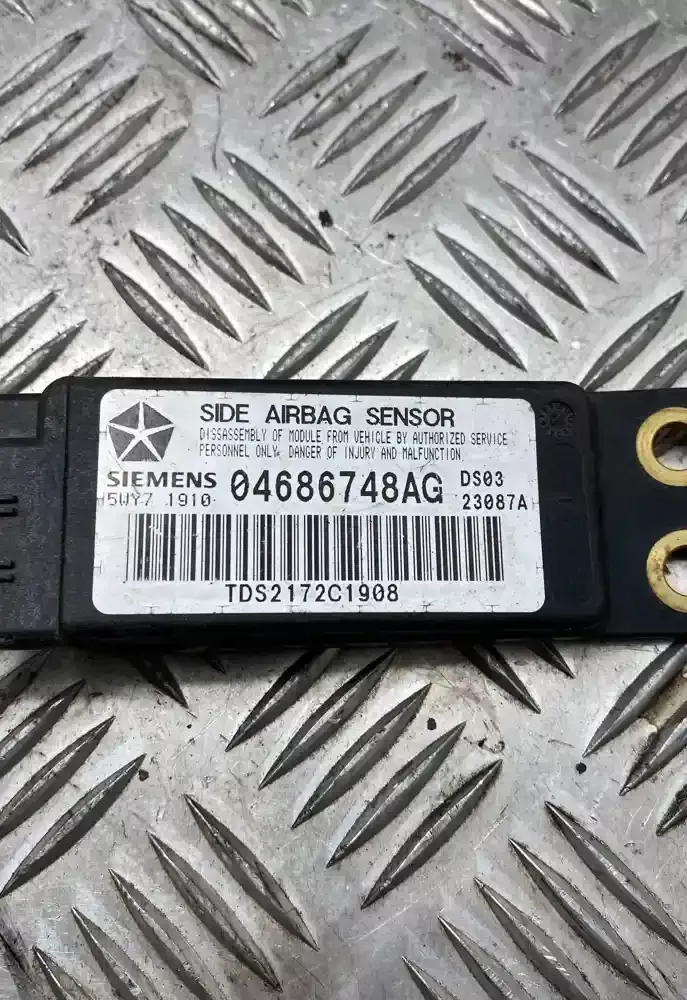 SIDE AIRBAG SENSOR
DISSASSEMBLY OF MODULE FROM VEHICLE BY AUTHORIZED SERVICE
PERSONNEL ONLY, DANGER OF INJURY AND MALFUNCTION
SIEMENS 04686748AG DS03
5WY7 1910 23087A
TDS2172C1908